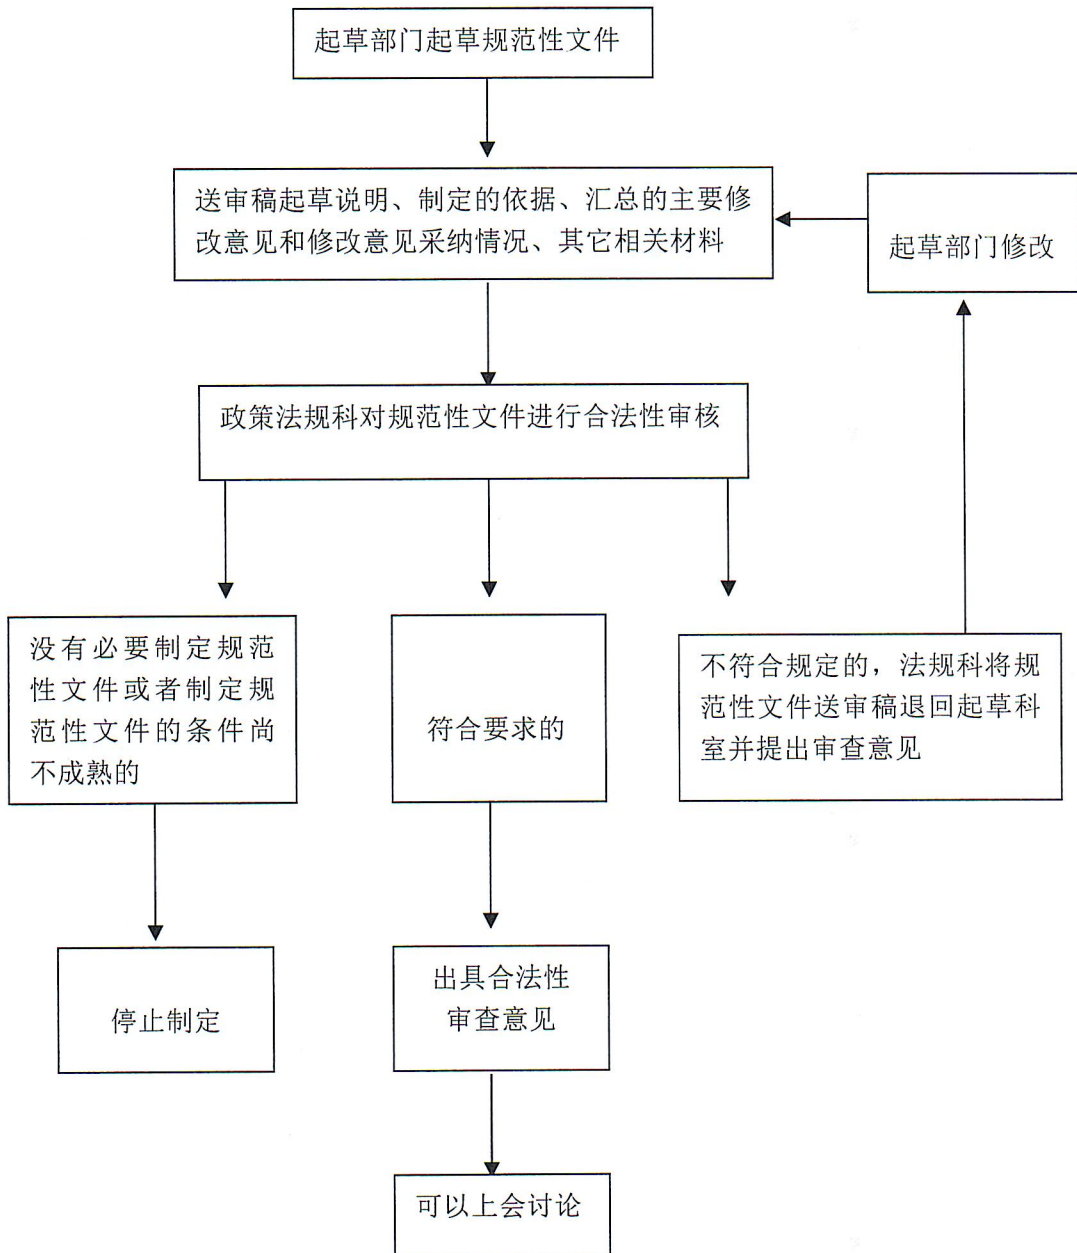 起草部门起草规范性文件
送审稿起草说明、制定的依据、汇总的主要修
改意见和修改意见采纳情况、其它相关材料
起草部门修改
政策法规科对规范性文件进行合法性审核
没有必要制定规范
性文件或者制定规
范性文件的条件尚
不成熟的
符合要求的
不符合规定的，法规科将规
范性文件送审稿退回起草科
室并提出审查意见
停止制定
出具合法性
审查意见
可以上会讨论